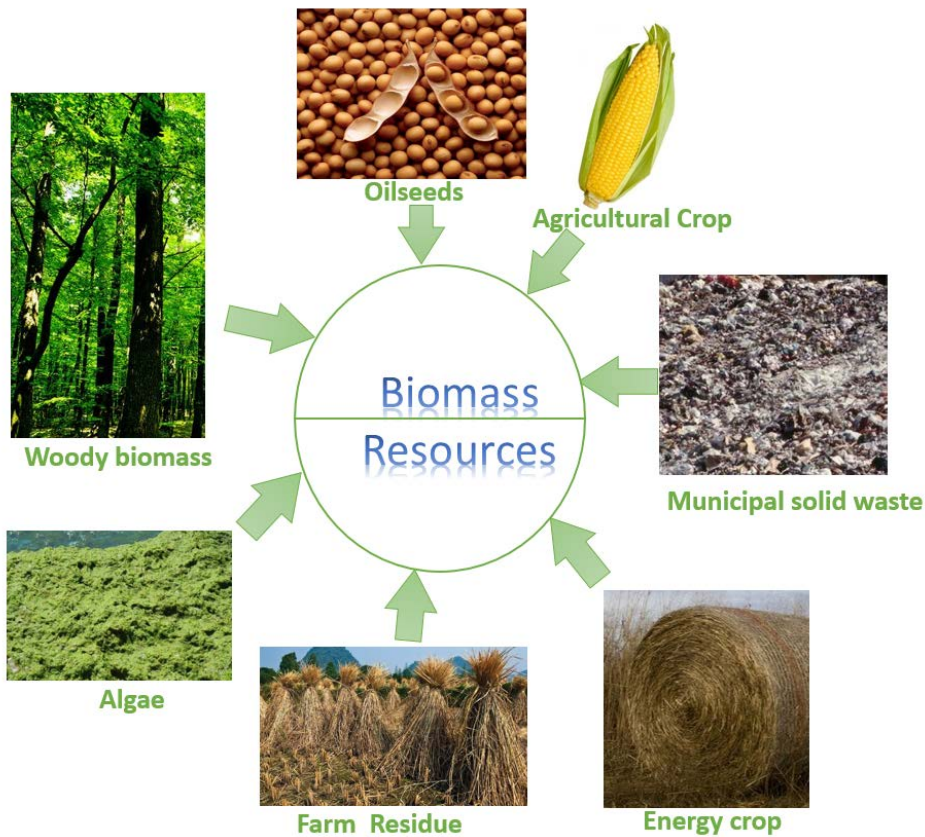 Oilseeds
Agricultural Crop
Biomass
Resources
Woody biomass
Municipal solid waste
Algae
Farm Residue
Energy crop